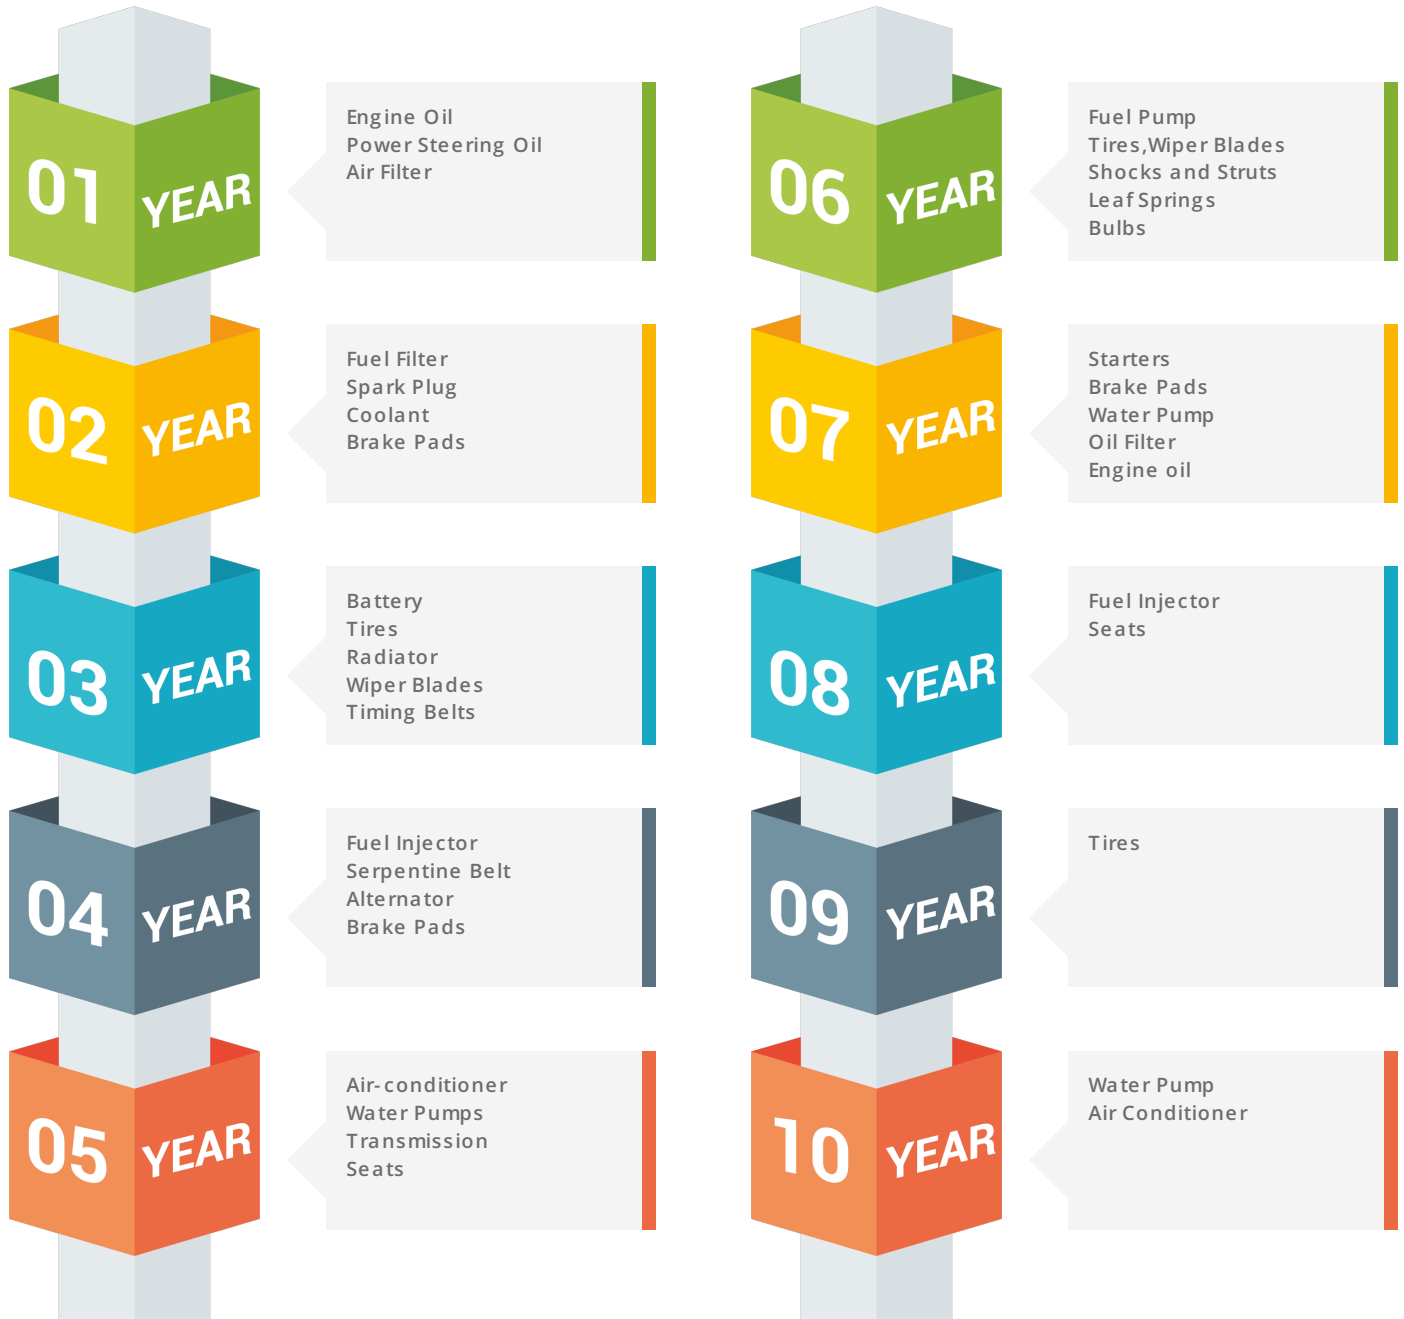 01 YEAR
Engine Oil
Power Steering Oil
Air Filter
02 YEAR
Fuel Filter
Spark Plug
Coolant
Brake Pads
03 YEAR
Battery
Tires
Radiator
Wiper Blades
Timing Belts
04 YEAR
Fuel Injector
Serpentine Belt
Alternator
Brake Pads
05 YEAR
Air-conditioner
Water Pumps
Transmission
Seats
06 YEAR
Fuel Pump
Tires,Wiper Blades
Shocks and Struts
Leaf Springs
Bulbs
07 YEAR
Starters
Brake Pads
Water Pump
Oil Filter
Engine oil
08 YEAR
Fuel Injector
Seats
09 YEAR
Tires
10 YEAR
Water Pump
Air Conditioner